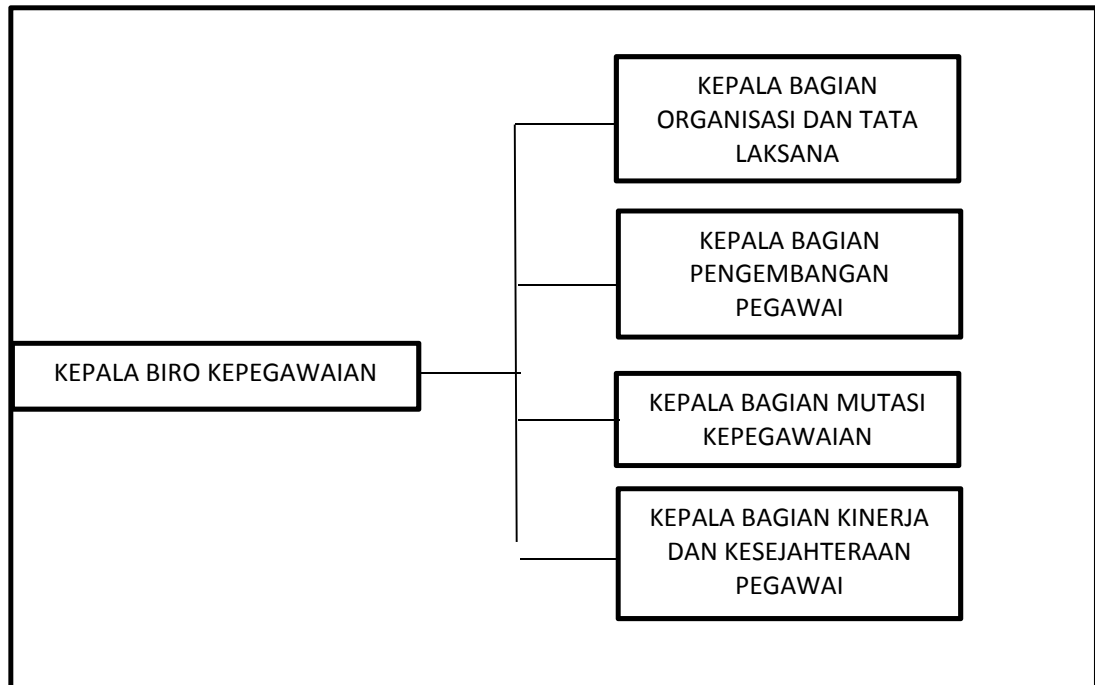 KEPALA BAGIAN
ORGANISASI DAN TATA
LAKSANA
KEPALA BAGIAN
PENGEMBANGAN
PEGAWAI
KEPALA BIRO KEPEGAWAIAN
KEPALA BAGIAN MUTASI
KEPEGAWAIAN
KEPALA BAGIAN KINERJA
DAN KESEJAHTERAAN
PEGAWAI